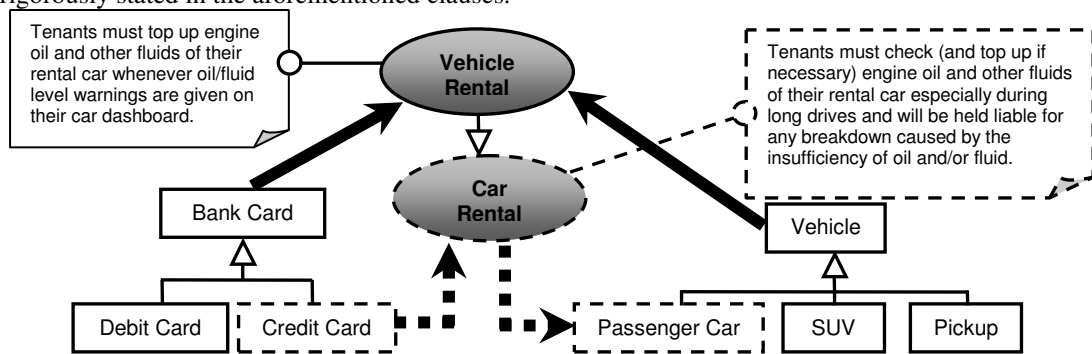 rigorously stated in the aforementioned clauses.
Tenants must top up engine
oil and other fluids of their
rental car whenever oil/fluid
level warnings are given on
their car dashboard.
Vehicle
Rental
Tenants must check (and top up if
necessary) engine oil and other fluids
of their rental car especially during
long drives and will be held liable for
any breakdown caused by the
insufficiency of oil and/or fluid.
Car
Rental
Bank Card
Vehicle
Debit Card
Credit Card
Passenger Car
SUV
Pickup